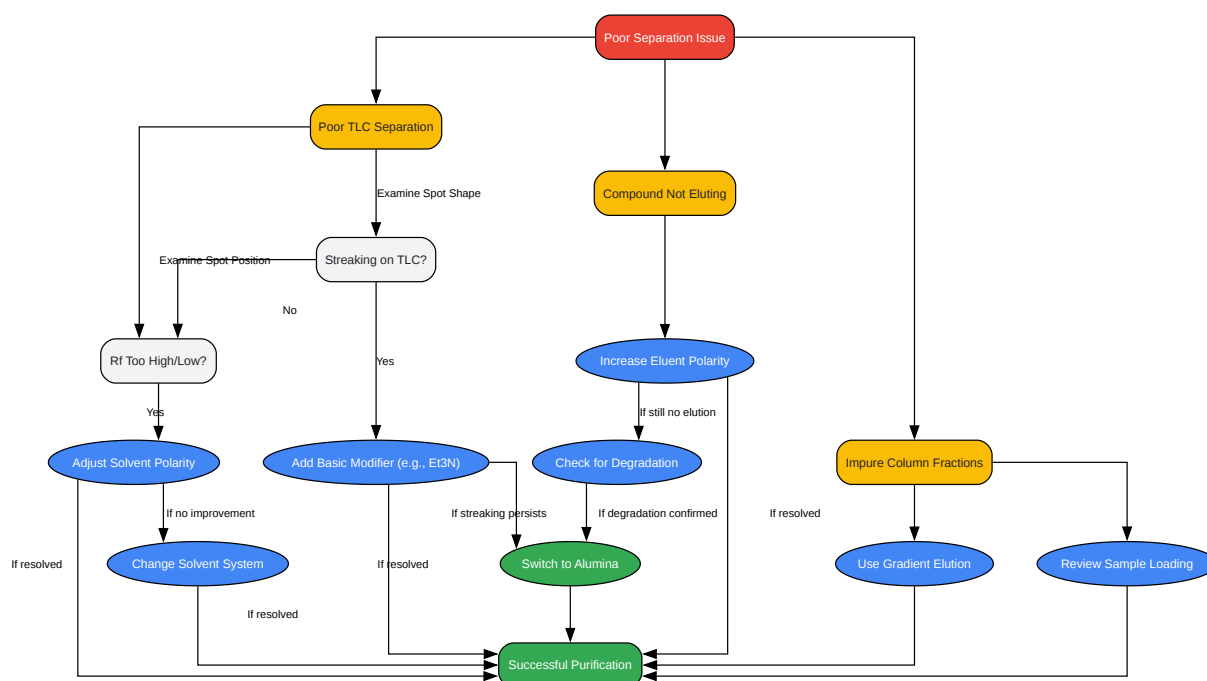 Poor Separation Issue
Poor TLC Separation
Examine Spot Shape
Compound Not Eluting
Examine Spot Position
Streaking on TLC?
No
Rf Too High/Low?
Yes
Increase Eluent Polarity
Yes
If still no elution
Adjust Solvent Polarity
Add Basic Modifier (e.g., Et3N)
Check for Degradation
Impure Column Fractions
If no improvement
If streaking persists
If degradation confirmed
If resolved
If resolved
Change Solvent System
If resolved
Switch to Alumina
Use Gradient Elution
Review Sample Loading
If resolved
Successful Purification